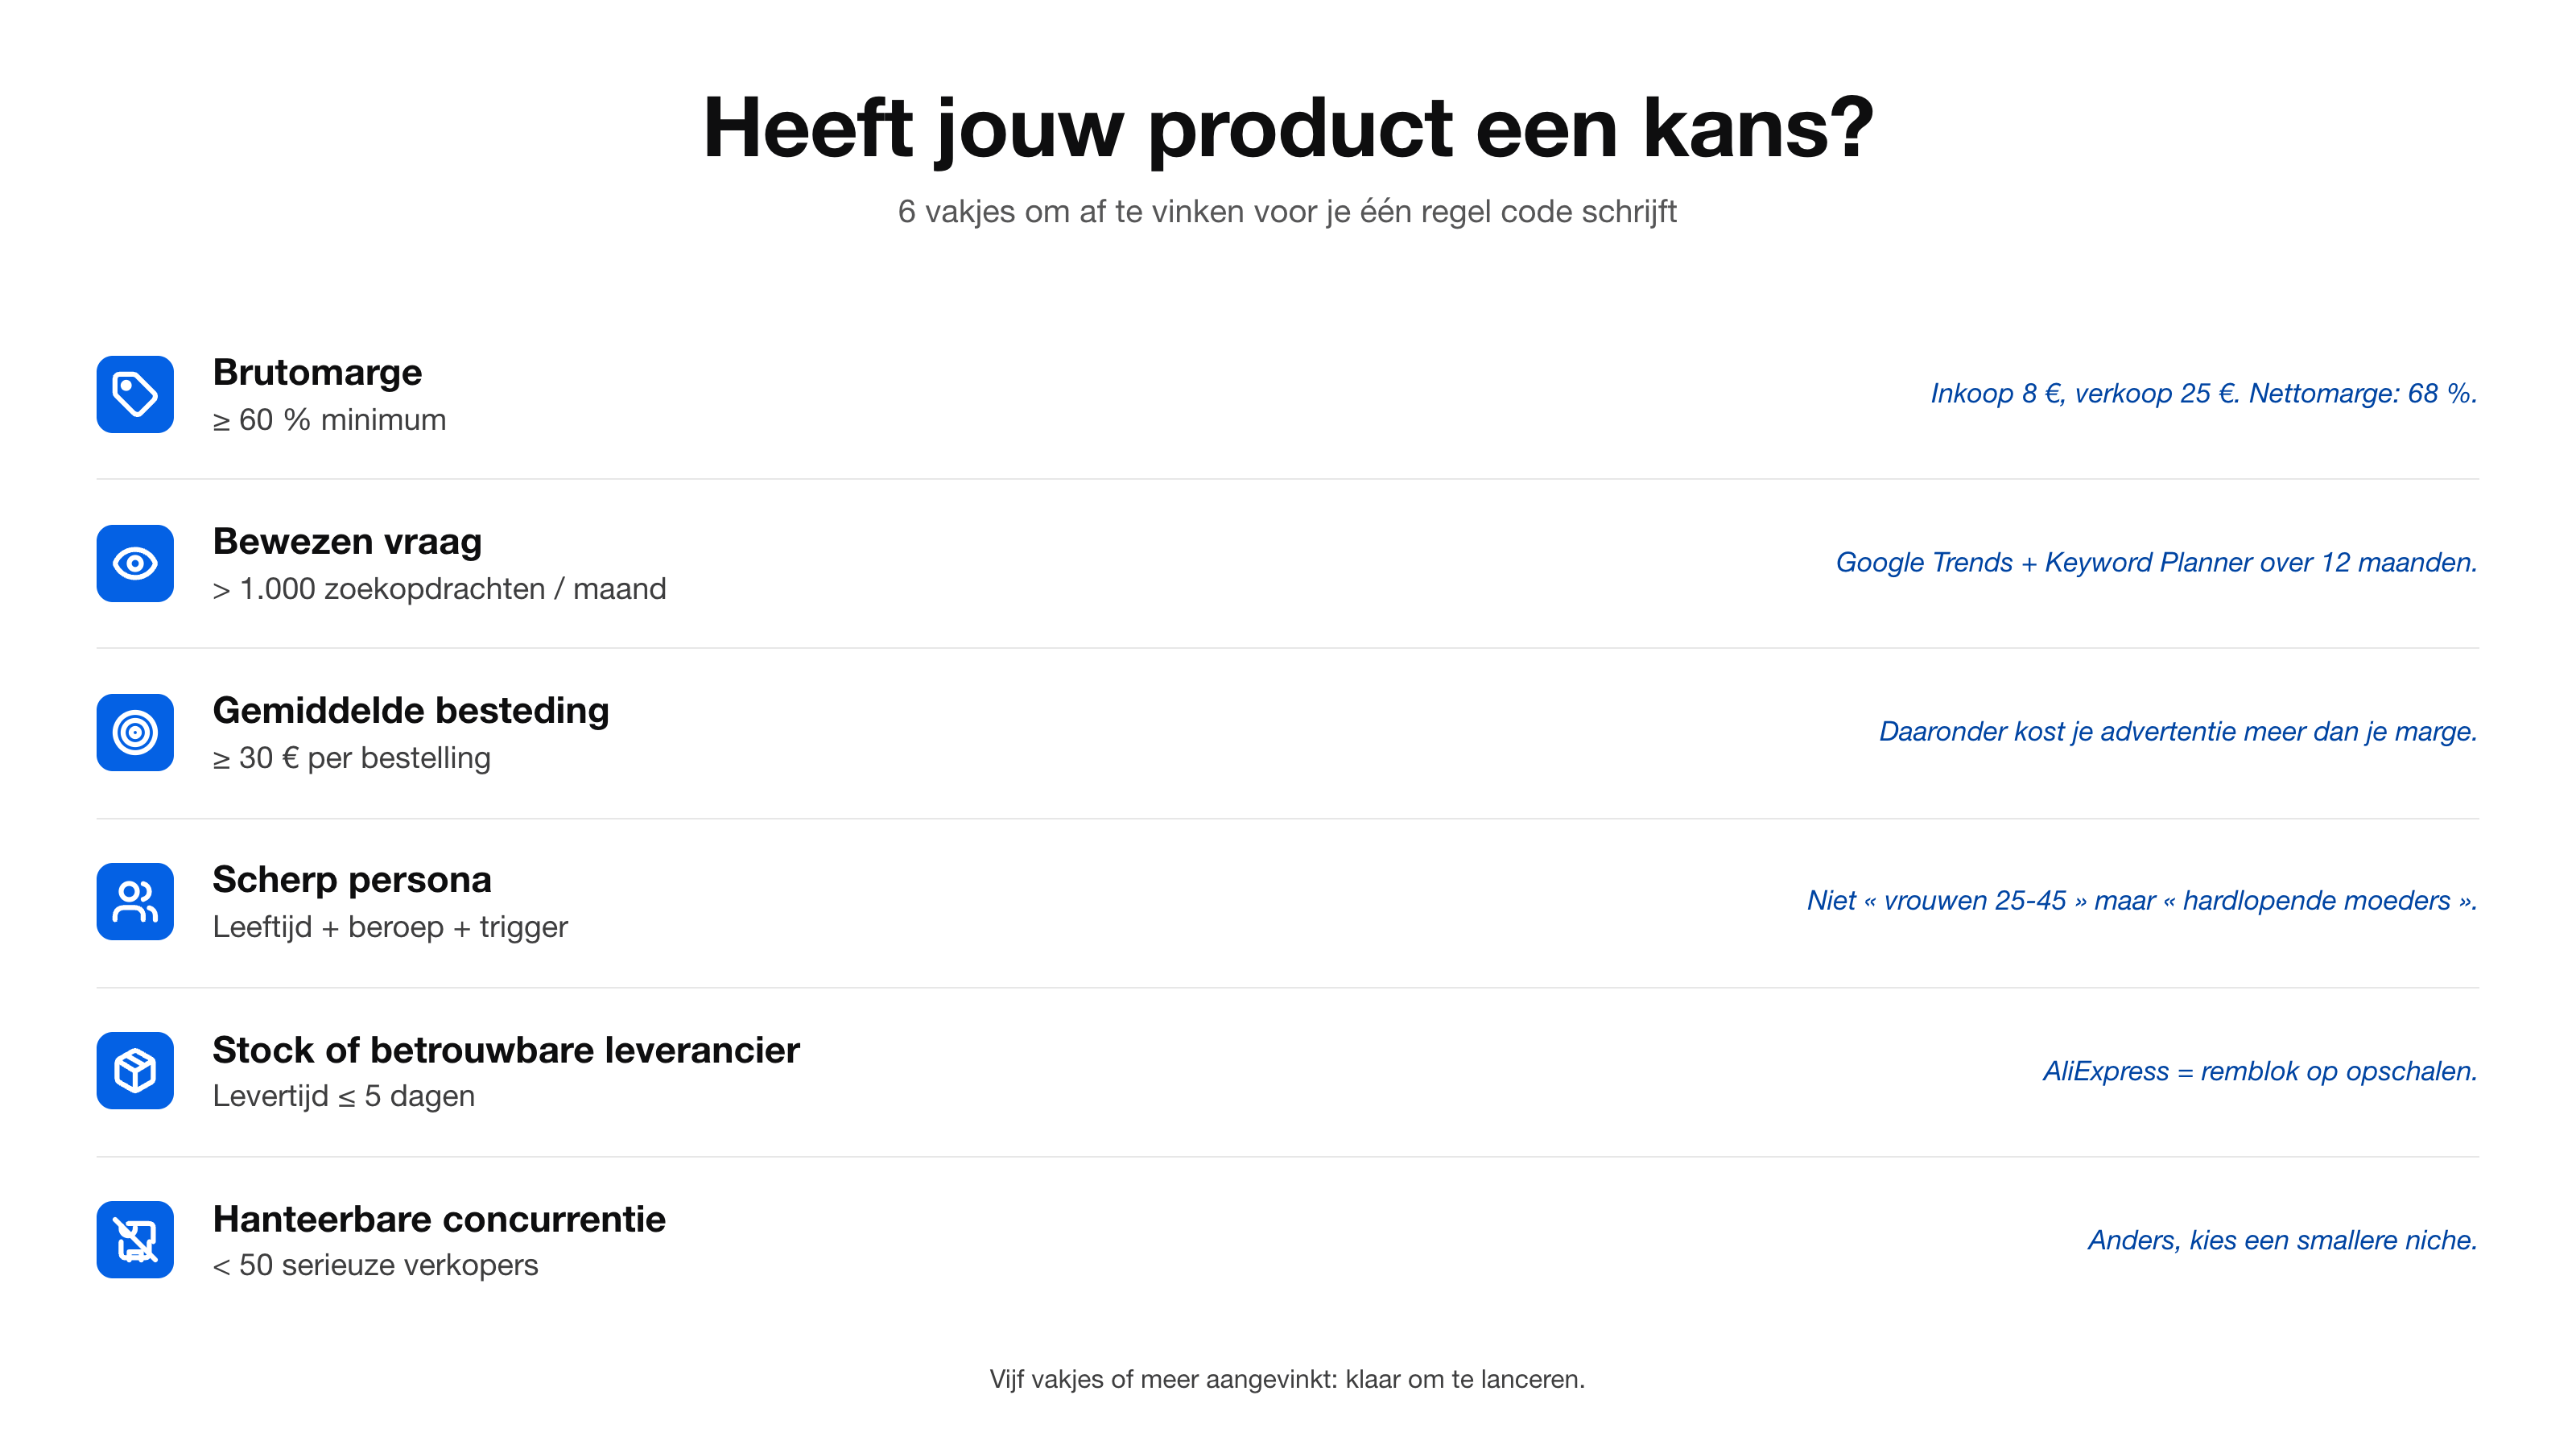 Heeft jouw product een kans?
6 vakjes om af te vinken voor je één regel code schrijft
Brutomarge
≥ 60 % minimum
Inkoop 8 €, verkoop 25 €. Nettomarge: 68 %.
Bewezen vraag
> 1.000 zoekopdrachten / maand
Google Trends + Keyword Planner over 12 maanden.
Gemiddelde besteding
≥ 30 € per bestelling
Daaronder kost je advertentie meer dan je marge.
Scherp persona
Leeftijd + beroep + trigger
Niet « vrouwen 25-45 » maar « hardlopende moeders ».
Stock of betrouwbare leverancier
Levertijd ≤ 5 dagen
AliExpress = remblok op opschalen.
Hanteerbare concurrentie
< 50 serieuze verkopers
Anders, kies een smallere niche.
Vijf vakjes of meer aangevinkt: klaar om te lanceren.